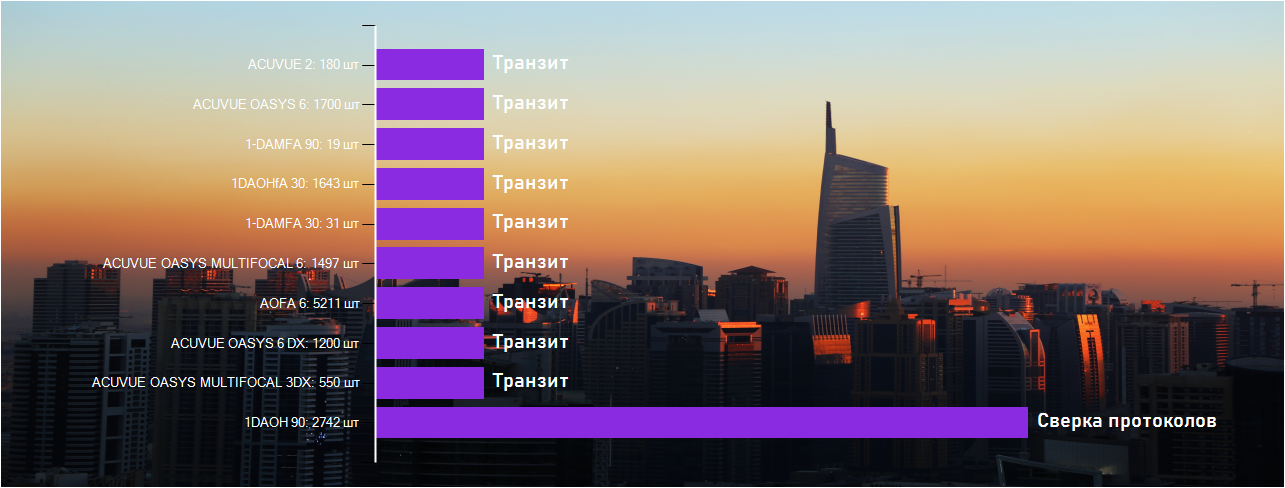 ACUVUE 2: 180 шт Транзит
ACUVUE OASYS 6: 1700 шт Транзит
1-DAMFA 90: 19 шт Транзит
1DAOHfA 30: 1643 шт Транзит
1-DAMFA 30: 31 шт Транзит
ACUVUE OASYS MULTIFOCAL 6: 1497 шт Транзит
AOFA 6: 5211 шт Транзит
ACUVUE OASYS 6 DX: 1200 шт Транзит
ACUVUE OASYS MULTIFOCAL 3DX: 550 шт Транзит
1DAOH 90: 2742 шт Сверка протоколов